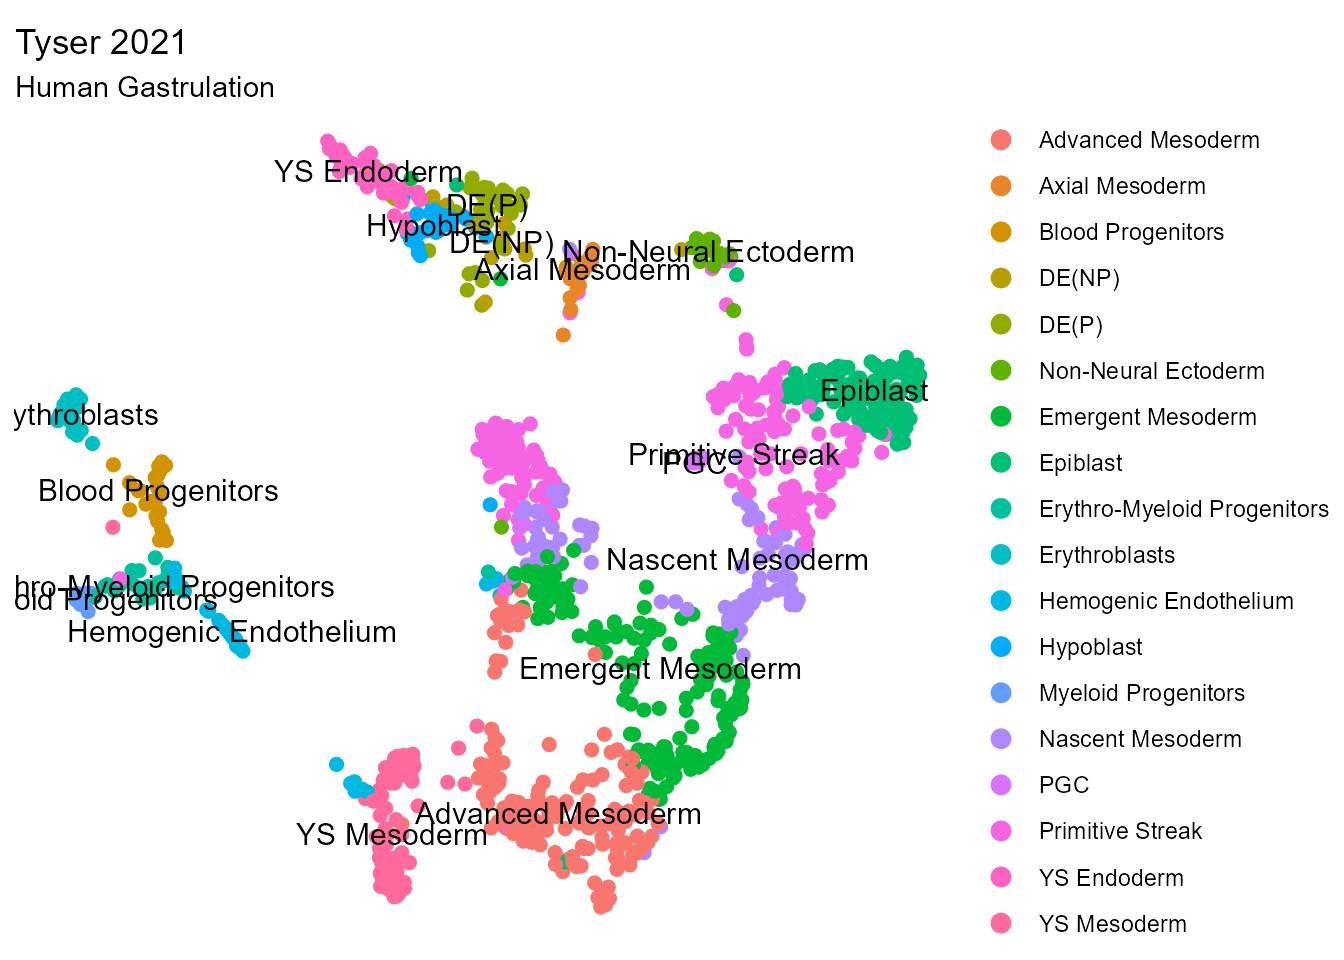 Tyser 2021
Human Gastrulation
YS Endoderm
DE(P)
Hypoblast
DE(NP)
Non-Neural Ectoderm
Axial Mesoderm
Epiblast
ythroblasts
Primitive Streak
PGC
Blood Progenitors
Nascent Mesoderm
hro-Myeloid Progenitors
oid Progenitors
Hemogenic Endothelium
Emergent Mesoderm
Advanced Mesoderm
YS Mesoderm
Advanced Mesoderm
Axial Mesoderm
Blood Progenitors
DE(NP)
DE(P)
Non-Neural Ectoderm
Emergent Mesoderm
Epiblast
Erythro-Myeloid Progenitors
Erythroblasts
Hemogenic Endothelium
Hypoblast
Myeloid Progenitors
Nascent Mesoderm
PGC
Primitive Streak
YS Endoderm
YS Mesoderm